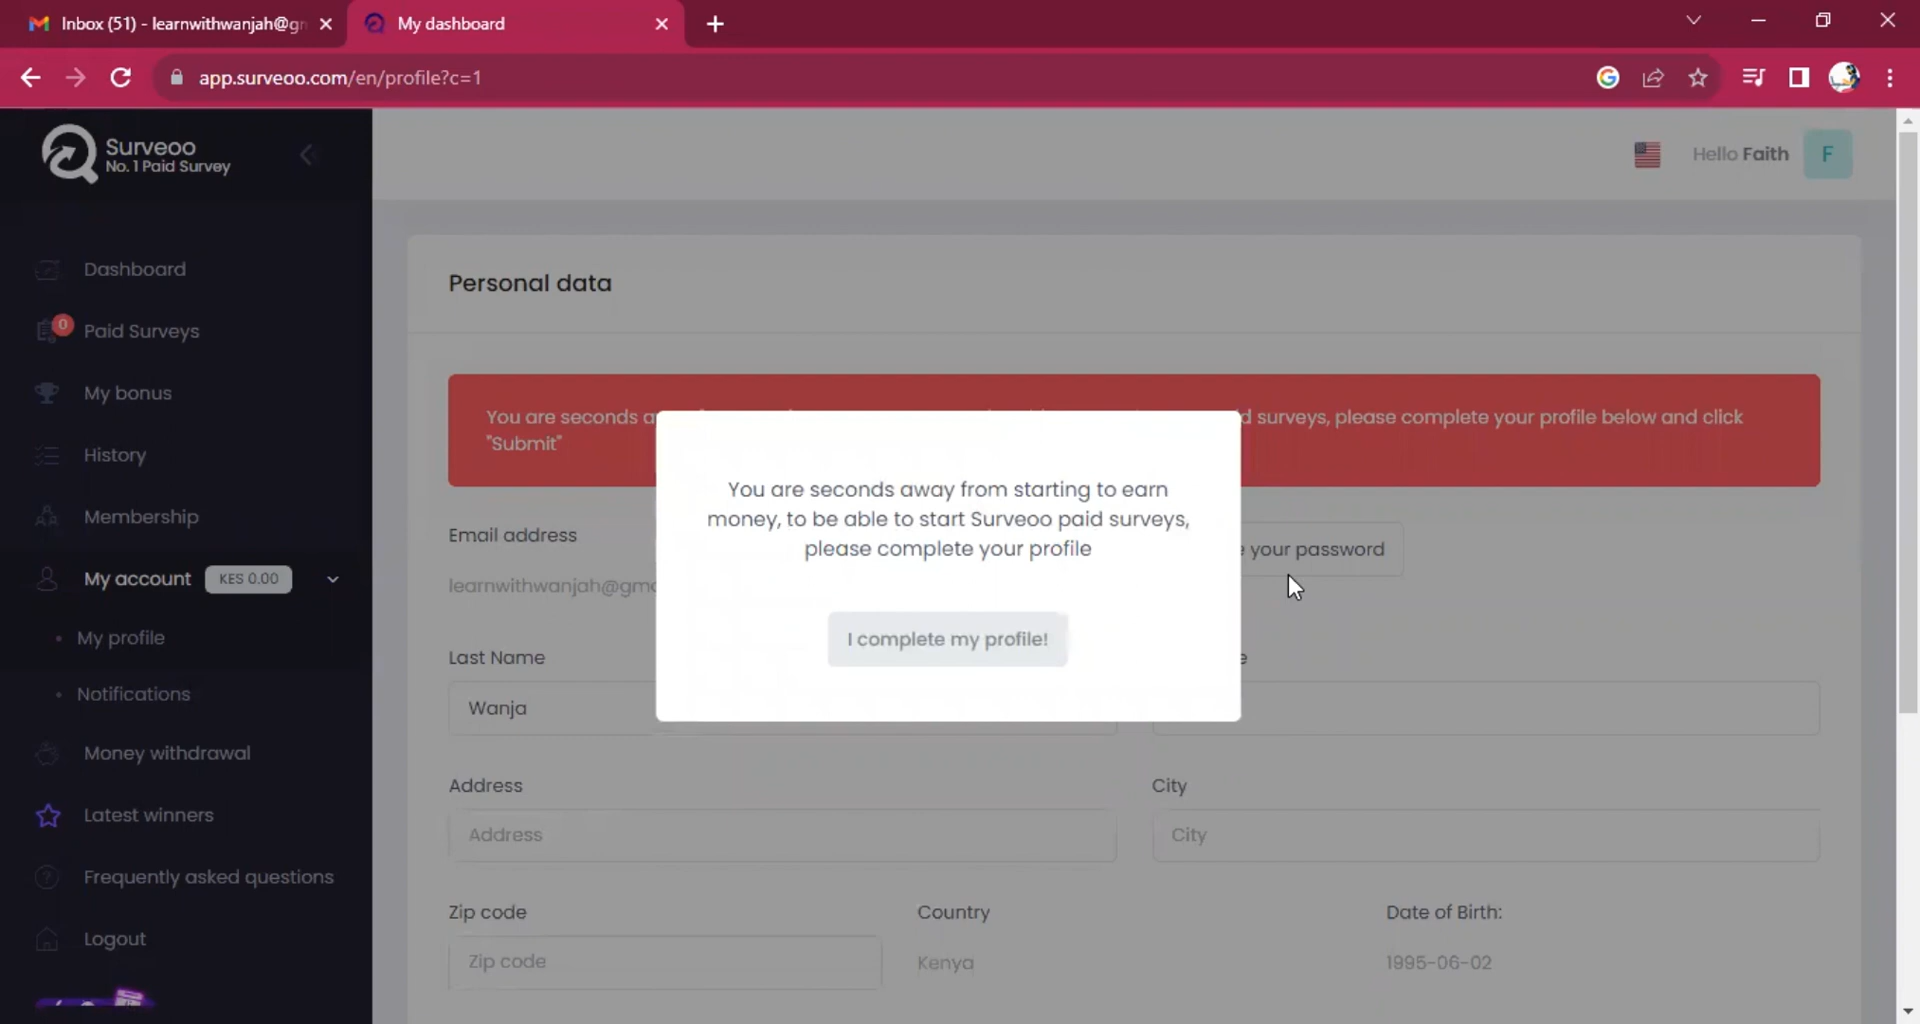 Inbox (51) - learnwithwanjah@gm
My dashboard
app.surveoo.com/en/profile?c=1
Surveoo
No. 1 Paid Survey
Hello Faith
F
Dashboard
0
Paid Surveys
My bonus
History
Membership
My account
KES 0.00
My profile
Notifications
Money withdrawal
Latest winners
Frequently asked questions
Logout
Personal data
You are seconds a
d surveys, please complete your profile below and click
"Submit"
You are seconds away from starting to earn
money, to be able to start Surveoo paid surveys,
please complete your profile
I complete my profile!
Email address
learnwithwanjah@gma
e your password
Last Name
e
Wanja
Address
City
Address
City
Zip code
Country
Date of Birth:
Zip code
Kenya
1995-06-02